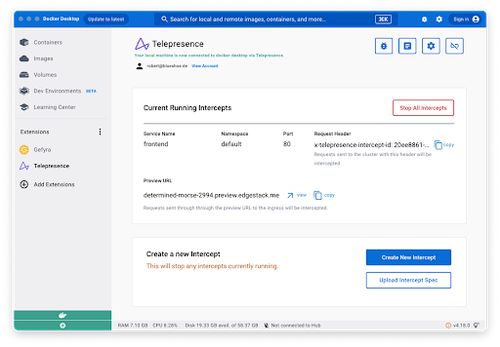 Docker Desktop
Update to latest
Search for local and remote images, containers, and more...
⌘K
Sign in
Containers
Images
Volumes
Dev Environments BETA
Learning Center
Extensions
Gefyra
Telepresence
Add Extensions
Telepresence
Your local machine is now connected to docker desktop via Telepresence.
robert@blueshoe.de View Account
Current Running Intercepts
Stop All Intercepts
Service Name Namespace Port Request Header
frontend default 80 x-telepresence-intercept-id: 20ee8861-... Copy
Requests sent to the cluster with this header will be
intercepted
Preview URL
determined-morse-2994.preview.edgestack.me view copy
Requests sent through through the preview URL to the ingress will be intercepted.
Create a new Intercept
This will stop any intercepts currently running.
Create New Intercept
Upload Intercept Spec
RAM 7.10 GB CPU 8.28% Disk 19.33 GB avail. of 58.37 GB Not connected to Hub
v4.18.0